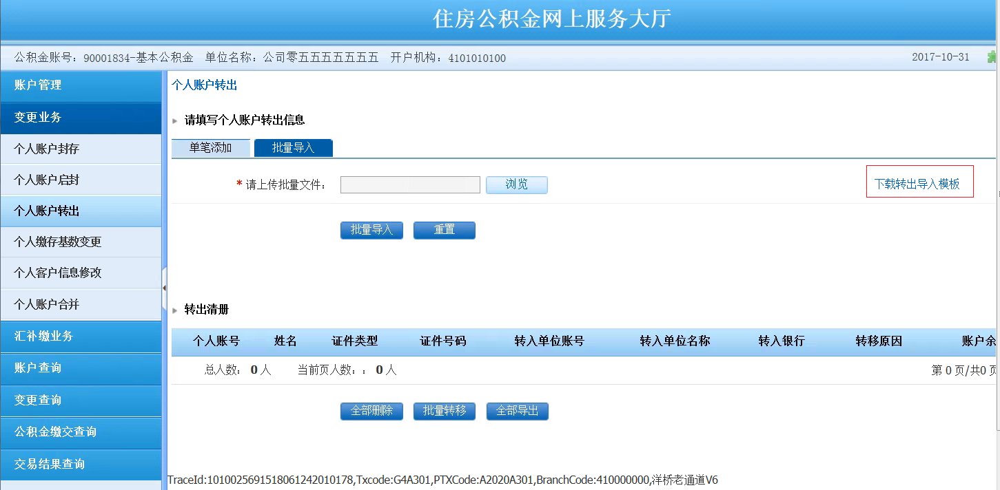 住房公积金网上服务大厅
公积金账号：90001834-基本公积金 单位名称：公司零五五五五五五五 开户机构：4101010100 2017-10-31
账户管理
变更业务
个人账户封存
个人账户启封
个人账户转出
个人缴存基数变更
个人客户信息修改
个人账户合并
汇补缴业务
账户查询
变更查询
公积金缴交查询
交易结果查询
个人账户转出
请填写个人账户转出信息
单笔添加 批量导入
*请上传批量文件： 浏览 下载转出导入模板
批量导入 重置
转出清册
个人账号 姓名 证件类型 证件号码 转入单位账号 转入单位名称 转入银行 转移原因 账户余
总人数： 0 人 当前页人数：： 0 人 第 0 页/共0 页
全部删除 批量转移 全部导出
TraceId:1010025691518061242010178,Txcode:G4A301,PTXCode:A2020A301,BranchCode:410000000,洋桥老通道V6